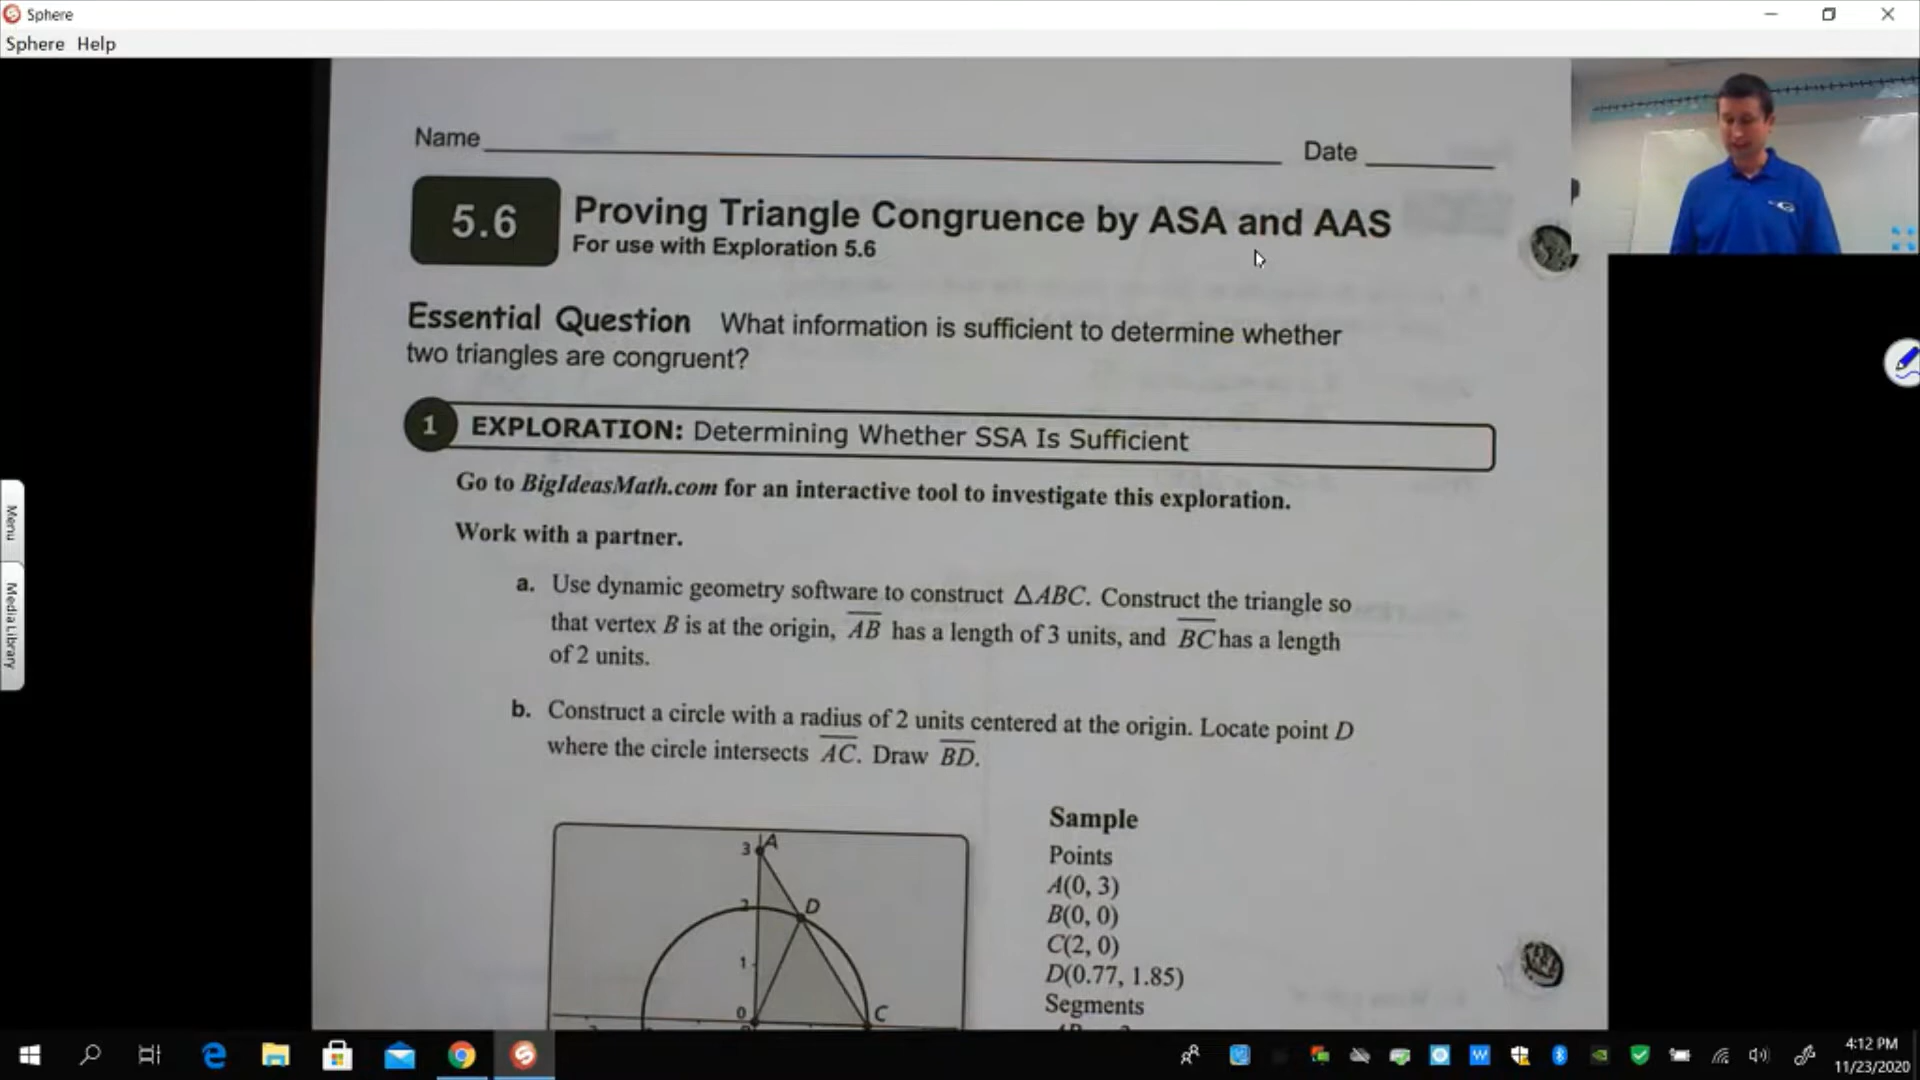 Sphere
Sphere Help
Name
Date
5.6
Proving Triangle Congruence by ASA and AAS
For use with Exploration 5.6
Essential Question What information is sufficient to determine whether
two triangles are congruent?
1 EXPLORATION: Determining Whether SSA Is Sufficient
Go to BigIdeasMath.com for an interactive tool to investigate this exploration.
Work with a partner.
a. Use dynamic geometry software to construct △ABC. Construct the triangle so
that vertex B is at the origin, AB has a length of 3 units, and BC has a length
of 2 units.
b. Construct a circle with a radius of 2 units centered at the origin. Locate point D
where the circle intersects AC. Draw BD.
3 A
2 D
1
0 C
Sample
Points
A(0, 3)
B(0, 0)
C(2, 0)
D(0.77, 1.85)
Segments
Menu
Media Library
4:12 PM
11/23/2020